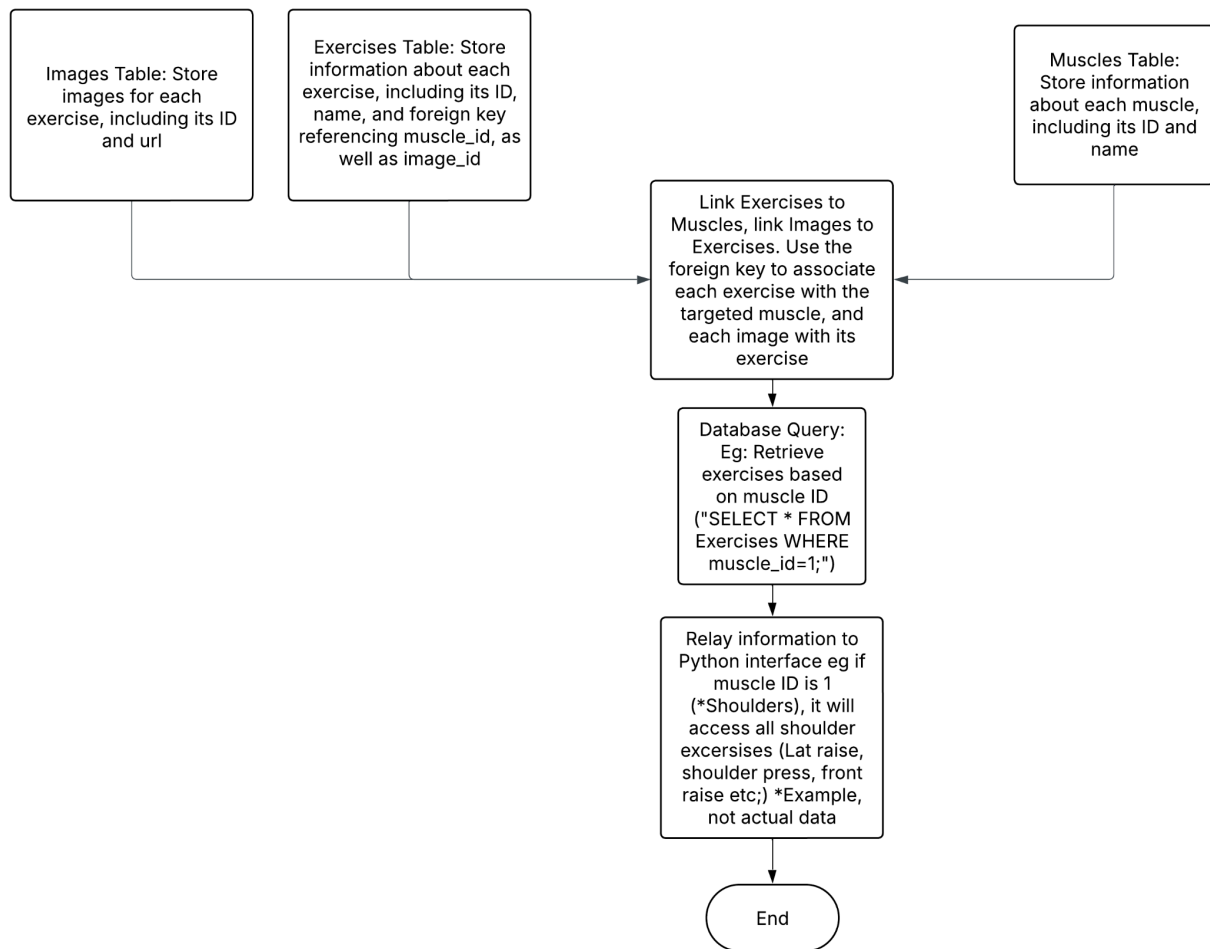 Images Table: Store
images for each
exercise, including its ID
and url
Exercises Table: Store
information about each
exercise, including its ID,
name, and foreign key
referencing muscle_id, as
well as image_id
Muscles Table:
Store information
about each muscle,
including its ID and
name
Link Exercises to
Muscles, link Images to
Exercises. Use the
foreign key to associate
each exercise with the
targeted muscle, and
each image with its
exercise
Database Query:
Eg: Retrieve
exercises based
on muscle ID
("SELECT * FROM
Exercises WHERE
muscle_id=1;")
Relay information to
Python interface eg if
muscle ID is 1
(*Shoulders), it will
access all shoulder
excersises (Lat raise,
shoulder press, front
raise etc;) *Example,
not actual data
End